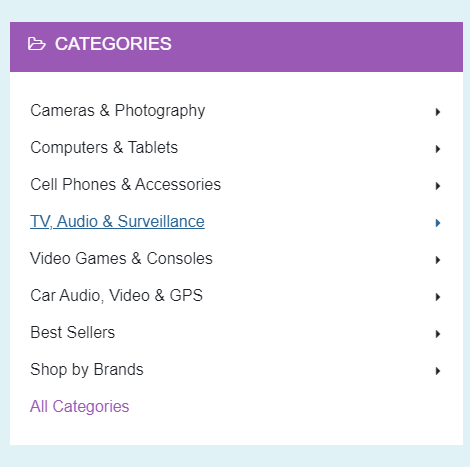 CATEGORIES
Cameras & Photography
Computers & Tablets
Cell Phones & Accessories
TV, Audio & Surveillance
Video Games & Consoles
Car Audio, Video & GPS
Best Sellers
Shop by Brands
All Categories